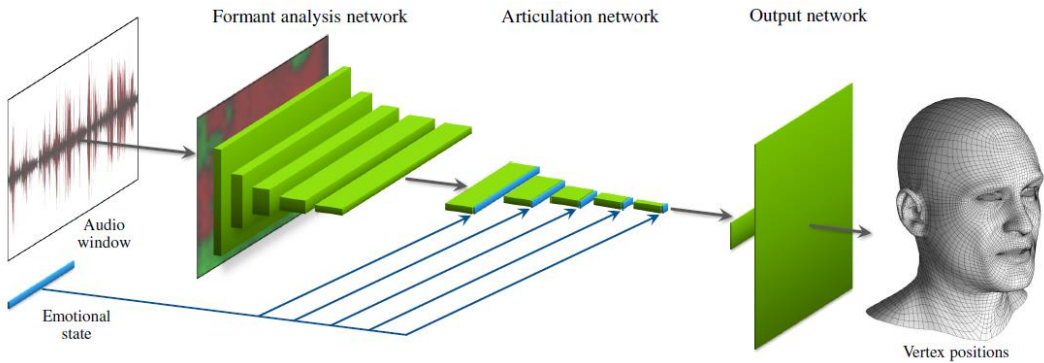 Formant analysis network
Articulation network
Output network
Audio
window
Emotional
state
Vertex positions